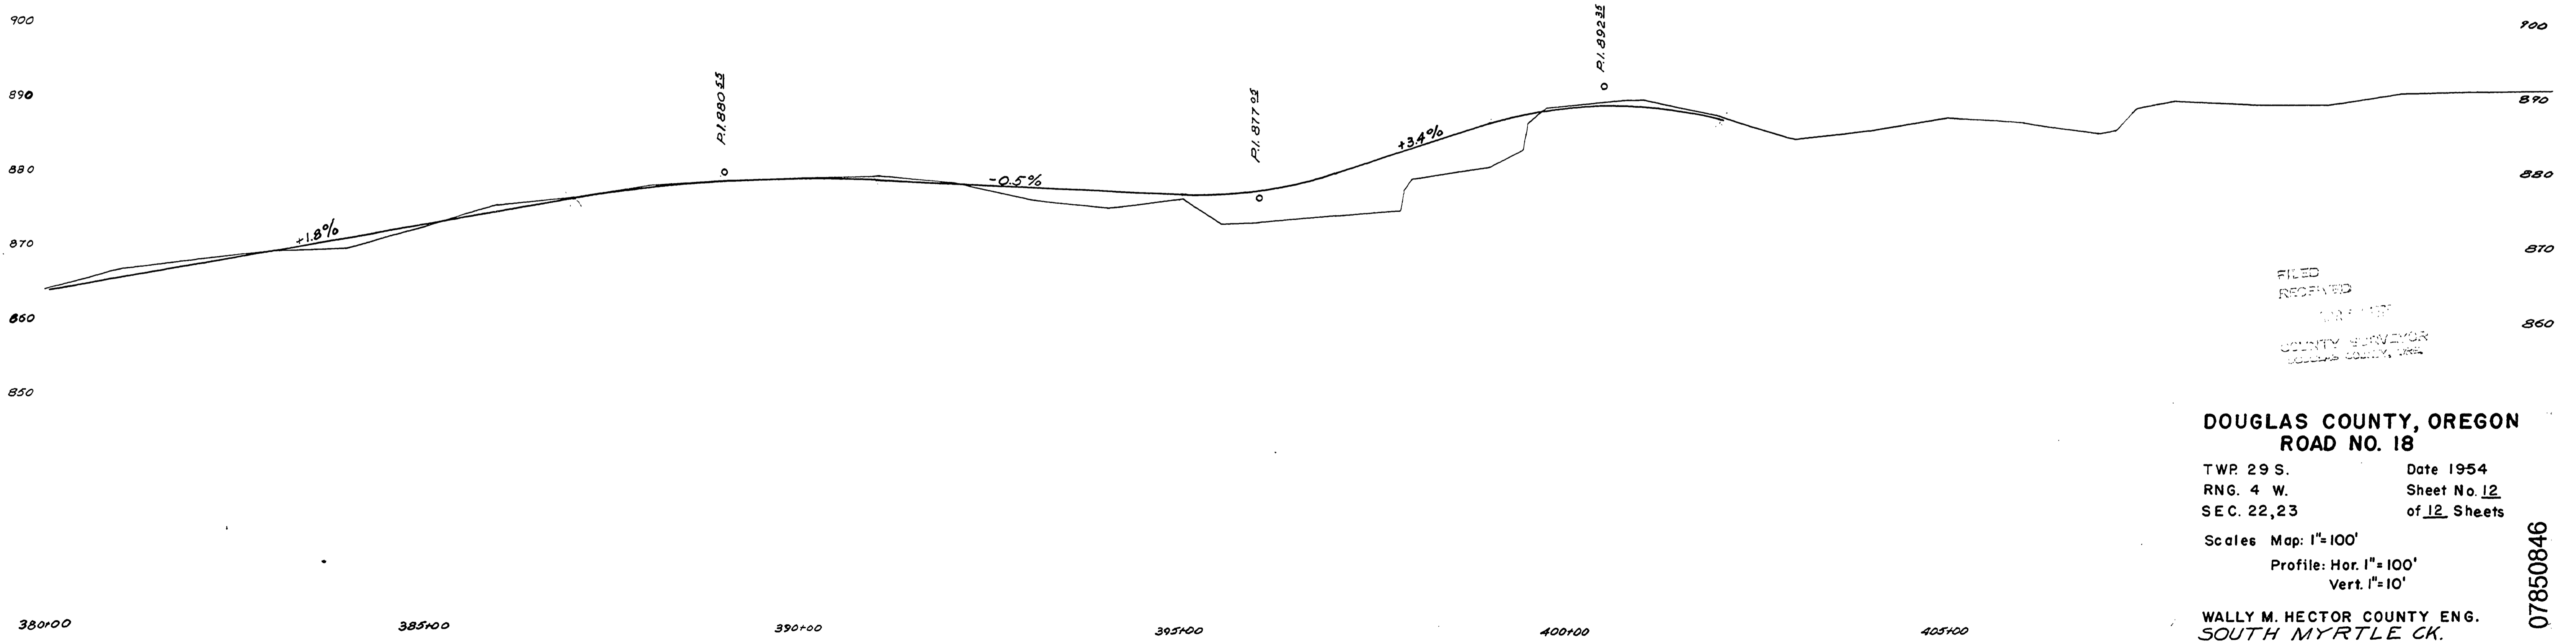 900
890
880
870
860
850
P.I. 880 55
P.I. 877 05
P.I. 892 35
+1.8%
-0.5%
+3.4%
900
890
880
870
860
FILED
RECEIVED
COUNTY SURVEYOR
DOUGLAS COUNTY, ORE.
DOUGLAS COUNTY, OREGON
ROAD NO. 18
TWP. 29 S. Date 1954
RNG. 4 W. Sheet No. 12
SEC. 22,23 of 12 Sheets
Scales Map: 1"=100'
Profile: Hor. 1"=100'
Vert. 1"=10'
WALLY M. HECTOR COUNTY ENG.
SOUTH MYRTLE CK.
07850846
380+00 385+00 390+00 395+00 400+00 405+00